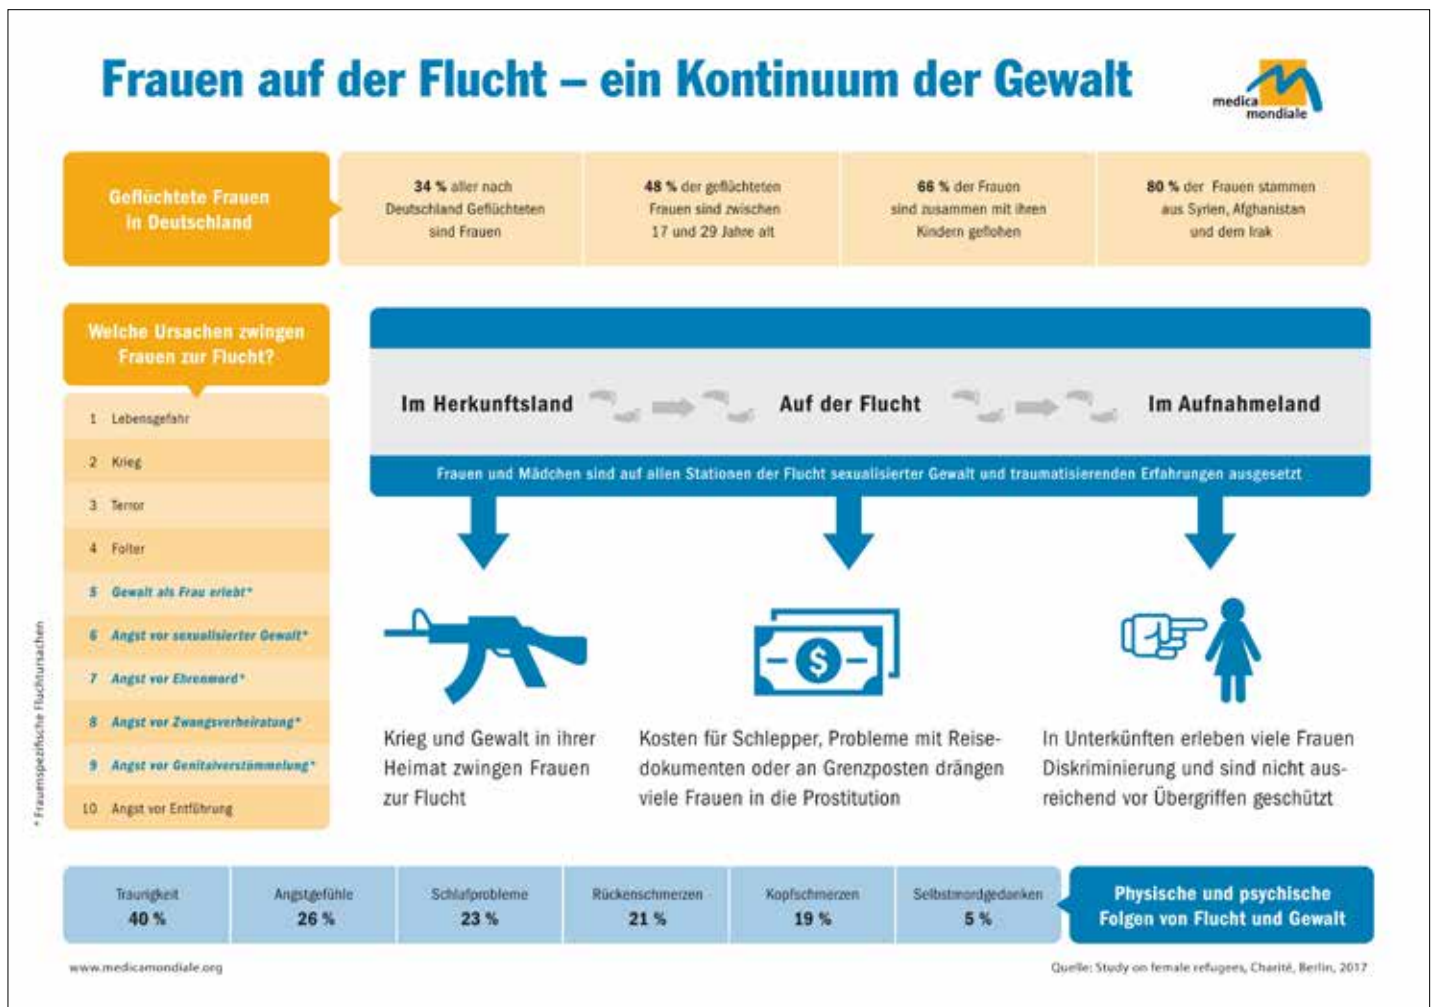 Frauen auf der Flucht – ein Kontinuum der Gewalt
medica
mondiale
Geflüchtete Frauen
in Deutschland
34 % aller nach
Deutschland Geflüchteten
sind Frauen
48 % der geflüchteten
Frauen sind zwischen
17 und 29 Jahre alt
66 % der Frauen
sind zusammen mit ihren
Kindern geflohen
80 % der Frauen stammen
aus Syrien, Afghanistan
und dem Irak
Welche Ursachen zwingen
Frauen zur Flucht?
1 Lebensgefahr
2 Krieg
3 Terror
4 Folter
5 Gewalt als Frau erlebt*
6 Angst vor sexualisierter Gewalt*
7 Angst vor Ehrenmord*
8 Angst vor Zwangsverheiratung*
9 Angst vor Genitalverstümmelung*
10 Angst vor Entführung
* Frauenspezifische Fluchtursachen
Im Herkunftsland
Auf der Flucht
Im Aufnahmeland
Frauen und Mädchen sind auf allen Stationen der Flucht sexualisierter Gewalt und traumatisierenden Erfahrungen ausgesetzt
$
Krieg und Gewalt in ihrer
Heimat zwingen Frauen
zur Flucht
Kosten für Schlepper, Probleme mit Reise-
dokumenten oder an Grenzposten drängen
viele Frauen in die Prostitution
In Unterkünften erleben viele Frauen
Diskriminierung und sind nicht aus-
reichend vor Übergriffen geschützt
Traurigkeit
40 %
Angstgefühle
26 %
Schlafprobleme
23 %
Rückenschmerzen
21 %
Kopfschmerzen
19 %
Selbstmordgedanken
5 %
Physische und psychische
Folgen von Flucht und Gewalt
www.medicamondiale.org
Quelle: Study on female refugees, Charité, Berlin, 2017